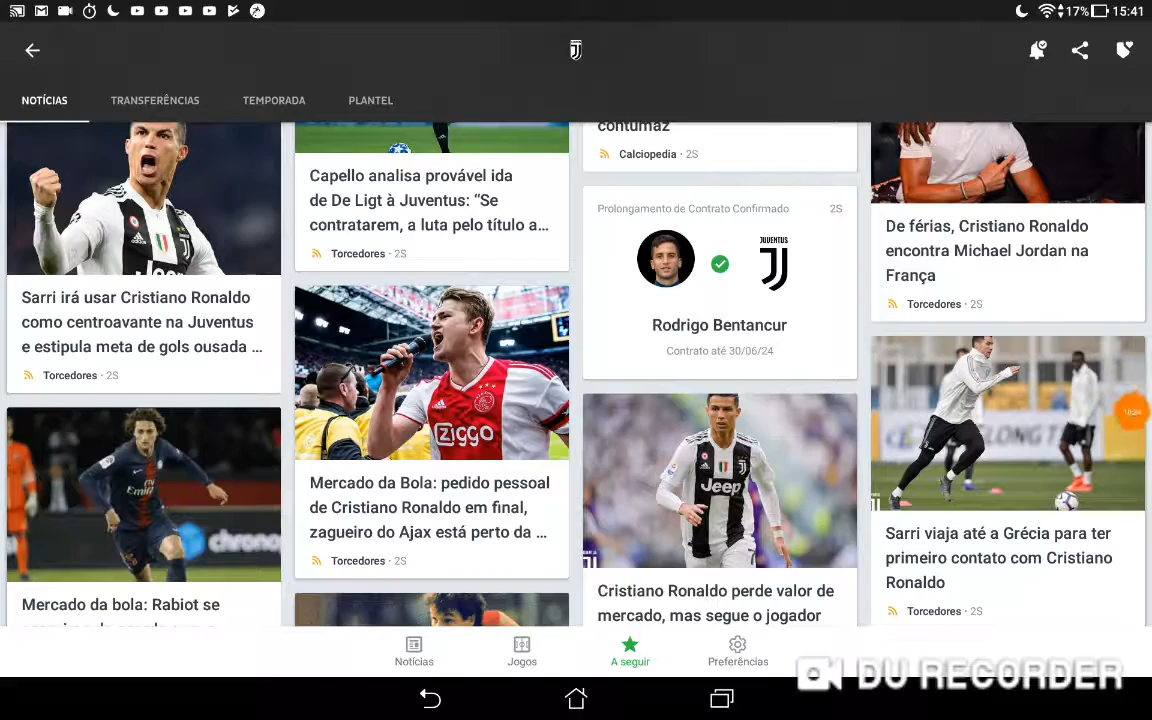 17% 15:41
NOTÍCIAS TRANSFERÊNCIAS TEMPORADA PLANTEL
Sarri irá usar Cristiano Ronaldo
como centroavante na Juventus
e estipula meta de gols ousada ...
Torcedores · 2S
Mercado da bola: Rabiot se
Capello analisa provável ida
de De Ligt à Juventus: “Se
contratarem, a luta pelo título a...
Torcedores · 2S
ZIGGO
Mercado da Bola: pedido pessoal
de Cristiano Ronaldo em final,
zagueiro do Ajax está perto da ...
Torcedores · 2S
contumaz
Calciopedia · 2S
Prolongamento de Contrato Confirmado 2S
JUVENTUS
Rodrigo Bentancur
Contrato até 30/06/24
Jeep
Cristiano Ronaldo perde valor de
mercado, mas segue o jogador
De férias, Cristiano Ronaldo
encontra Michael Jordan na
França
Torcedores · 2S
Sarri viaja até a Grécia para ter
primeiro contato com Cristiano
Ronaldo
Torcedores · 2S
Notícias Jogos A seguir Preferências
DU RECORDER